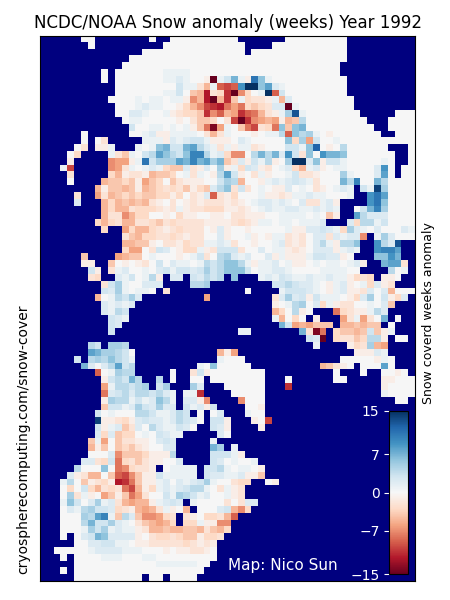 NCDC/NOAA Snow anomaly (weeks) Year 1992
cryospherecomputing.com/snow-cover
Snow coverd weeks anomaly
15
7
0
−7
−15
Map: Nico Sun